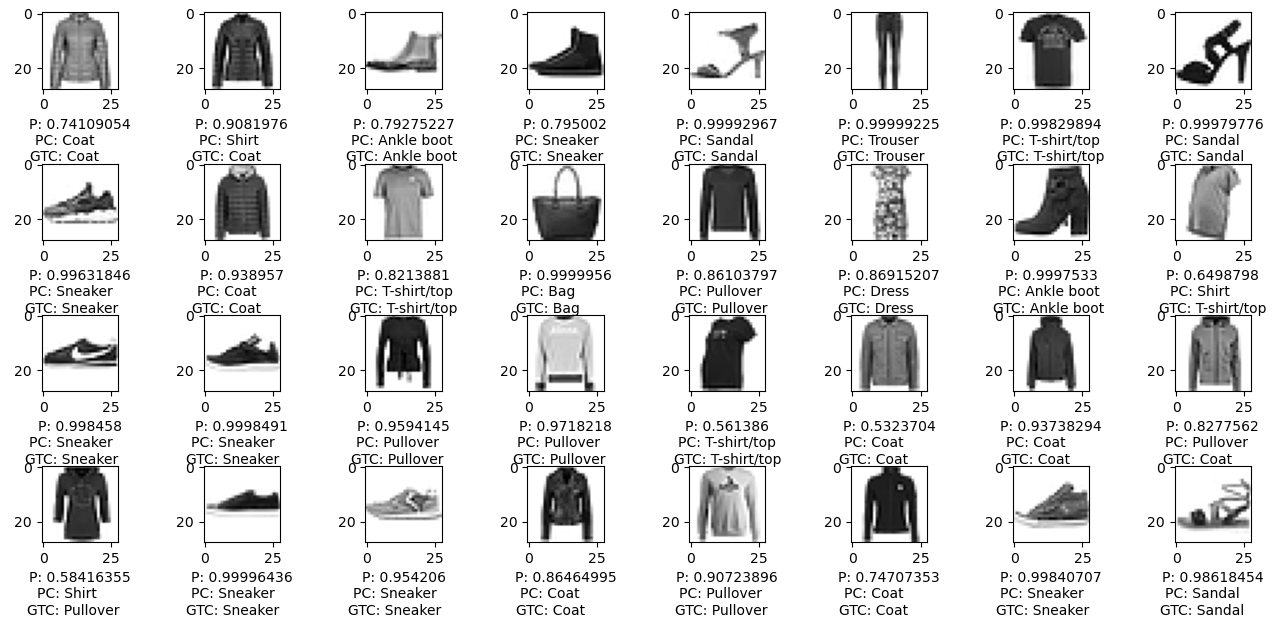 0 0 0 0 0 0 0 0
20 20 20 20 20 20 20 20
0 25 0 25 0 25 0 25 0 25 0 25 0 25 0 25
P: 0.74109054 P: 0.9081976 P: 0.79275227 P: 0.795002 P: 0.99992967 P: 0.99999225 P: 0.99829894 P: 0.99979776
PC: Coat PC: Shirt PC: Ankle boot PC: Sneaker PC: Sandal PC: Trouser PC: T-shirt/top PC: Sandal
GTC: Coat GTC: Coat GTC: Ankle boot GTC: Sneaker GTC: Sandal GTC: Trouser GTC: T-shirt/top GTC: Sandal
0 0 0 0 0 0 0 0
20 20 20 20 20 20 20 20
0 25 0 25 0 25 0 25 0 25 0 25 0 25 0 25
P: 0.99631846 P: 0.938957 P: 0.8213881 P: 0.9999956 P: 0.86103797 P: 0.86915207 P: 0.9997533 P: 0.6498798
PC: Sneaker PC: Coat PC: T-shirt/top PC: Bag PC: Pullover PC: Dress PC: Ankle boot PC: Shirt
GTC: Sneaker GTC: Coat GTC: T-shirt/top GTC: Bag GTC: Pullover GTC: Dress GTC: Ankle boot GTC: T-shirt/top
0 0 0 0 0 0 0 0
20 20 20 20 20 20 20 20
0 25 0 25 0 25 0 25 0 25 0 25 0 25 0 25
P: 0.998458 P: 0.9998491 P: 0.9594145 P: 0.9718218 P: 0.561386 P: 0.5323704 P: 0.93738294 P: 0.8277562
PC: Sneaker PC: Sneaker PC: Pullover PC: Pullover PC: T-shirt/top PC: Coat PC: Coat PC: Pullover
GTC: Sneaker GTC: Sneaker GTC: Pullover GTC: Pullover GTC: T-shirt/top GTC: Coat GTC: Coat GTC: Coat
0 0 0 0 0 0 0 0
20 20 20 20 20 20 20 20
0 25 0 25 0 25 0 25 0 25 0 25 0 25 0 25
P: 0.58416355 P: 0.99996436 P: 0.954206 P: 0.86464995 P: 0.90723896 P: 0.74707353 P: 0.99840707 P: 0.98618454
PC: Shirt PC: Sneaker PC: Sneaker PC: Coat PC: Pullover PC: Coat PC: Sneaker PC: Sandal
GTC: Pullover GTC: Sneaker GTC: Sneaker GTC: Coat GTC: Pullover GTC: Coat GTC: Sneaker GTC: Sandal